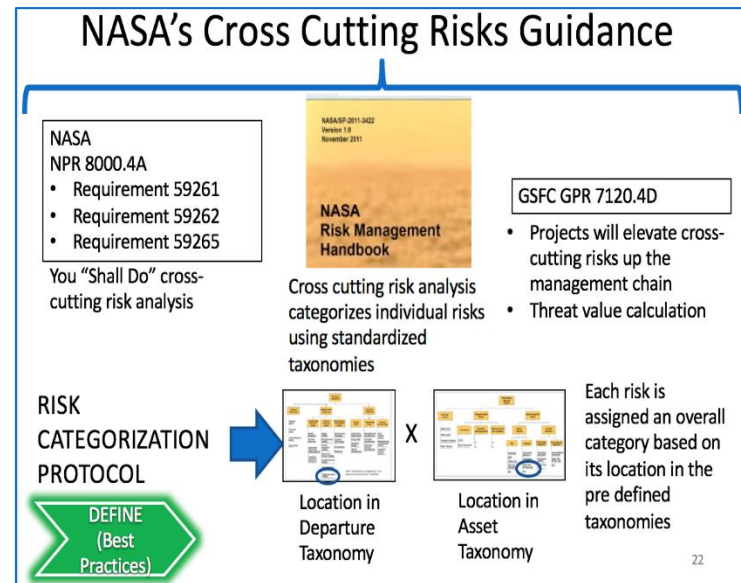 NASA's Cross Cutting Risks Guidance
NASA
NPR 8000.4A
• Requirement 59261
• Requirement 59262
• Requirement 59265
You "Shall Do" cross-
cutting risk analysis
NASA/SP-2011-3422
Version 1.0
November 2011
NASA
Risk Management
Handbook
Cross cutting risk analysis
categorizes individual risks
using standardized
taxonomies
GSFC GPR 7120.4D
• Projects will elevate cross-
cutting risks up the
management chain
• Threat value calculation
RISK
CATEGORIZATION
PROTOCOL
DEFINE
(Best
Practices)
X
Location in
Departure
Taxonomy
Location in
Asset
Taxonomy
Each risk is
assigned an overall
category based on
its location in the
pre defined
taxonomies
22